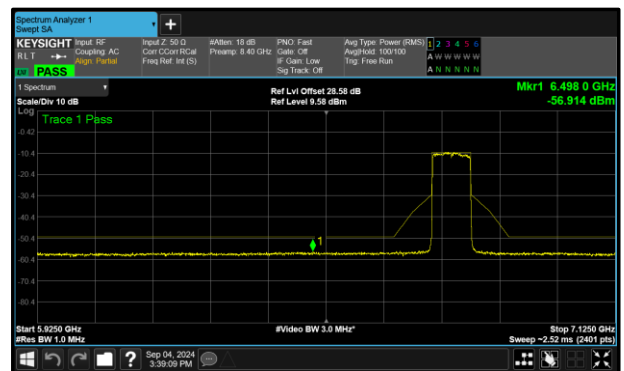 Spectrum Analyzer 1
Swept SA
+
KEYSIGHT Input: RF Input Z: 50 Ω #Atten: 18 dB PNO: Fast Avg Type: Power (RMS) 1 2 3 4 5 6
RLT Coupling: AC Corr CCorr RCal Preamp: 8.40 GHz Gate: Off Avg|Hold: 100/100 A W W W W W
Align: Partial Freq Ref: Int (S) IF Gain: Low Trig: Free Run
LW PASS Sig Track: Off A N N N N N
1 Spectrum
Ref Lvl Offset 28.58 dB Mkr1 6.498 0 GHz
Scale/Div 10 dB Ref Level 9.58 dBm -56.914 dBm
Log Trace 1 Pass
-0.42
-10.4
-20.4
-30.4
-40.4
-50.4 1
-60.4
-70.4
-80.4
Start 5.9250 GHz #Video BW 3.0 MHz* Stop 7.1250 GHz
#Res BW 1.0 MHz Sweep ~2.52 ms (2401 pts)
? Sep 04, 2024
3:39:09 PM